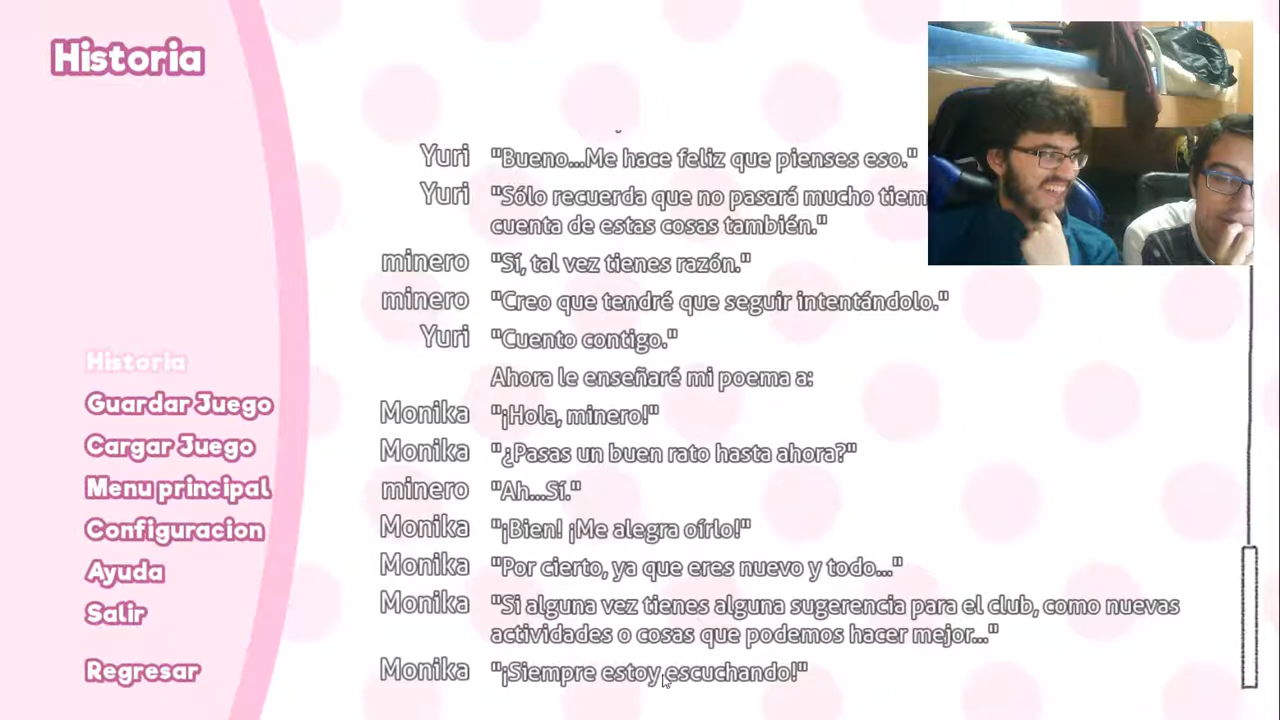 Historia
Yuri "Bueno...Me hace feliz que pienses eso."
Yuri "Sólo recuerda que no pasará mucho
cuenta de estas cosas también."
minero "Sí, tal vez tienes razón."
minero "Creo que tendré que seguir intentándolo."
Yuri "Cuento contigo."
Ahora le enseñaré mi poema a:
Monika "¡Hola, minero!"
Monika "¿Pasas un buen rato hasta ahora?"
minero "Ah...Sí."
Monika "¡Bien! ¡Me alegra oírlo!"
Monika "Por cierto, ya que eres nuevo y todo..."
Monika "Si alguna vez tienes alguna sugerencia para el club, como nuevas
actividades o cosas que podemos hacer mejor..."
Monika "¡Siempre estoy escuchando!"
Historia
Guardar Juego
Cargar Juego
Menu principal
Configuracion
Ayuda
Salir
Regresar